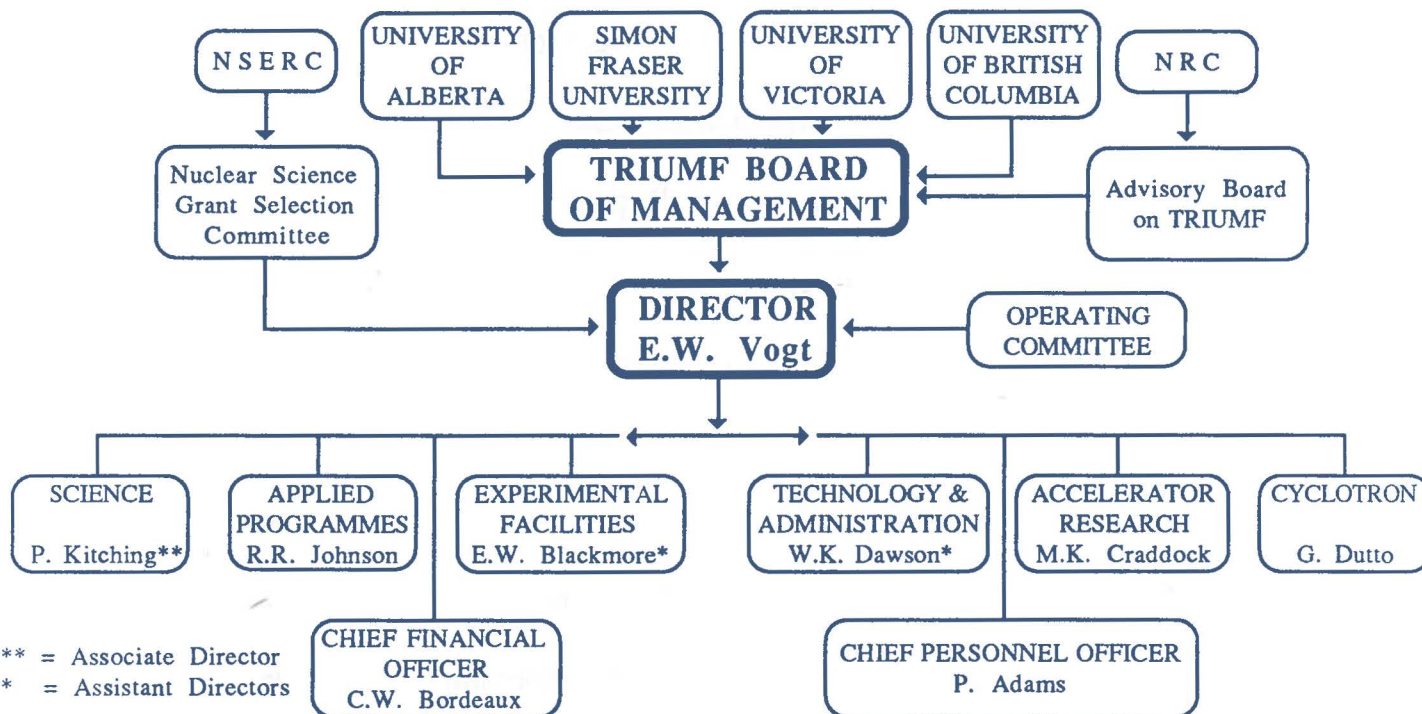 NSERC
UNIVERSITY
OF
ALBERTA
SIMON
FRASER
UNIVERSITY
UNIVERSITY
OF
VICTORIA
UNIVERSITY
OF BRITISH
COLUMBIA
NRC
Nuclear Science
Grant Selection
Committee
TRIUMF BOARD
OF MANAGEMENT
Advisory Board
on TRIUMF
DIRECTOR
E.W. Vogt
OPERATING
COMMITTEE
SCIENCE
P. Kitching**
APPLIED
PROGRAMMES
R.R. Johnson
EXPERIMENTAL
FACILITIES
E.W. Blackmore*
TECHNOLOGY &
ADMINISTRATION
W.K. Dawson*
ACCELERATOR
RESEARCH
M.K. Craddock
CYCLOTRON
G. Dutto
CHIEF FINANCIAL
OFFICER
C.W. Bordeaux
CHIEF PERSONNEL OFFICER
P. Adams
** = Associate Director
* = Assistant Directors